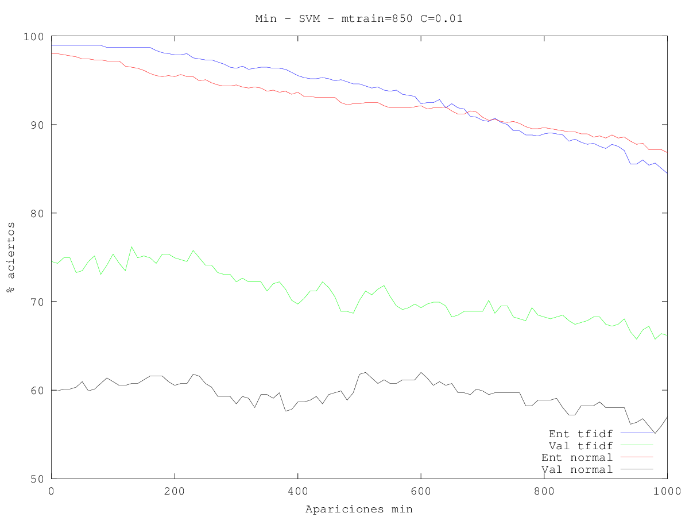 Min - SVM - mtrain=850 C=0.01
100
90
80
70
60
50
% aciertos
Ent tfidf
Val tfidf
Ent normal
Val normal
0 200 400 600 800 1000
Apariciones min